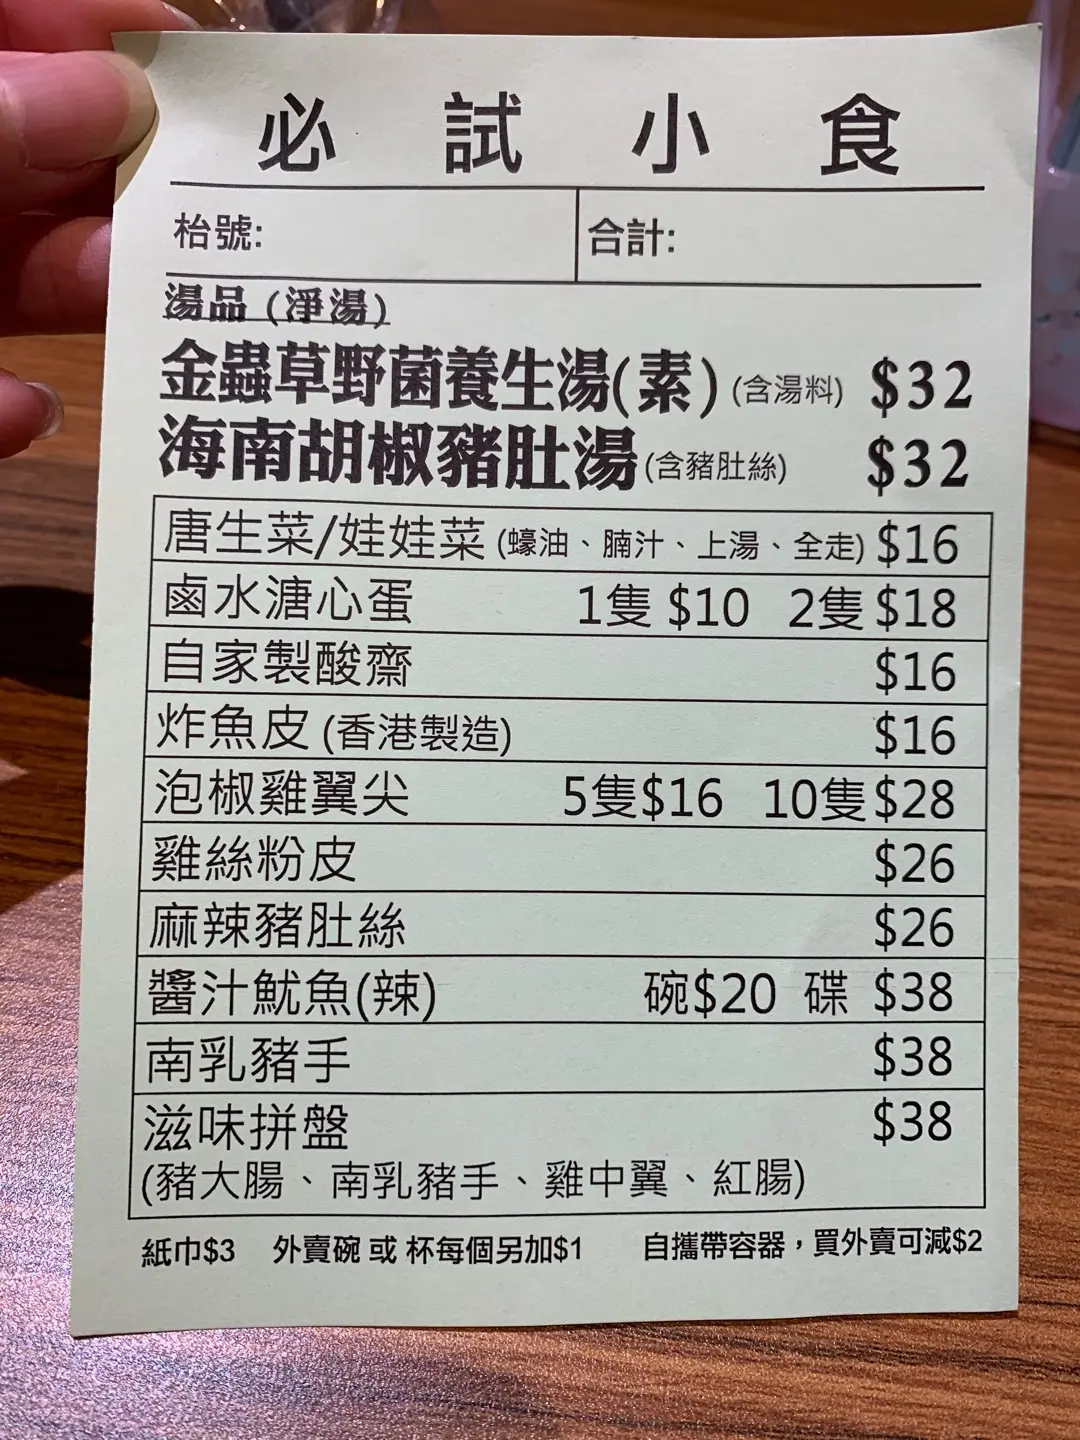 必試小食
枱號: 合計:
湯品 (淨湯)
金蟲草野菌養生湯(素) (含湯料) $32
海南胡椒豬肚湯 (含豬肚絲) $32
唐生菜/娃娃菜 (蠔油、腩汁、上湯、全走) $16
鹵水溏心蛋 1隻 $10 2隻 $18
自家製酸齋 $16
炸魚皮 (香港製造) $16
泡椒雞翼尖 5隻$16 10隻$28
雞絲粉皮 $26
麻辣豬肚絲 $26
醬汁魷魚(辣) 碗$20 碟 $38
南乳豬手 $38
滋味拼盤 $38
(豬大腸、南乳豬手、雞中翼、紅腸)
紙巾$3 外賣碗 或 杯每個另加$1 自攜帶容器，買外賣可減$2